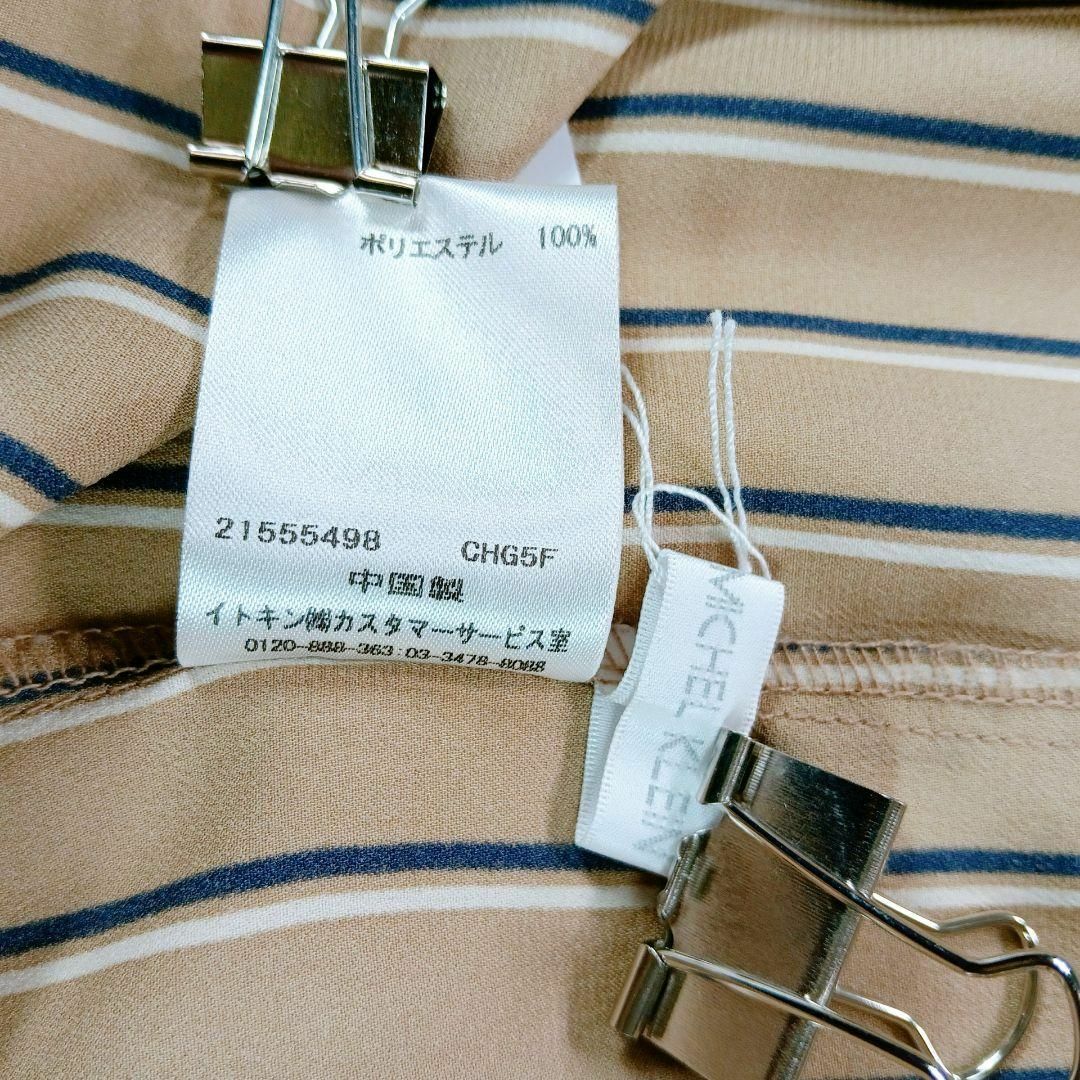 ポリエステル 100%
21555498 CHG5F
中国製
イトキン㈱カスタマーサービス室
0120-888-363:03-3478-8088
MICHEL KLEIN